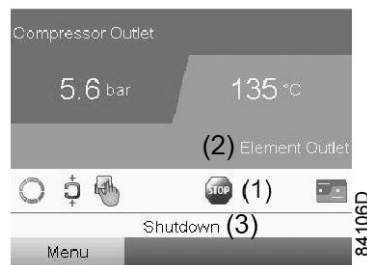 Compressor Outlet
5.6 bar
135 °C
(2) Element Outlet
STOP (1)
Shutdown (3)
Menu
84106D